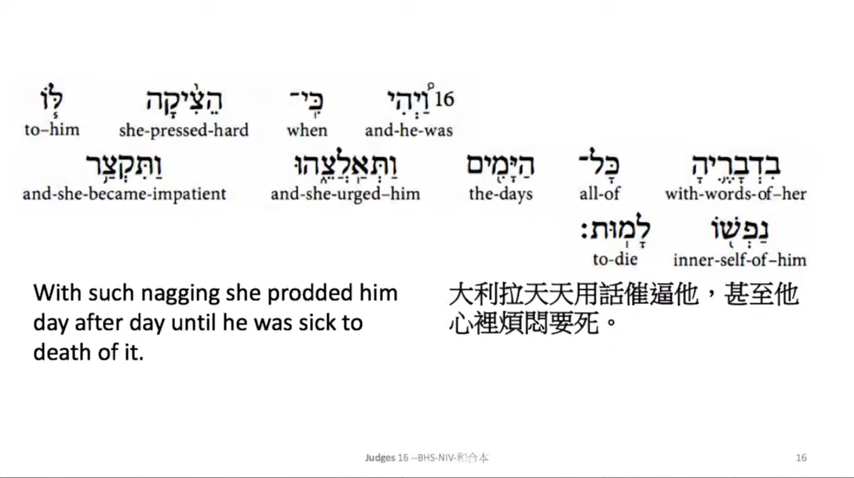 16 וַ֠יְהִי כִּֽי־ הֵצִ֨יקָה לּ֧וֹ
to–him she-pressed-hard when and-he-was
בִדְבָרֶ֛יהָ כָּל־ הַיָּמִ֖ים וַתְּאַֽלֲצֵ֑הוּ וַתִּקְצַ֥ר
and-she-became-impatient and-she-urged–him the-days all-of with-words-of–her
נַפְשׁ֖וֹ לָמֽוּת׃
to-die inner-self-of–him
With such nagging she prodded him
day after day until he was sick to
death of it.
大利拉天天用話催逼他，甚至他
心裡煩悶要死。
Judges 16 --BHS-NIV-和合本
16